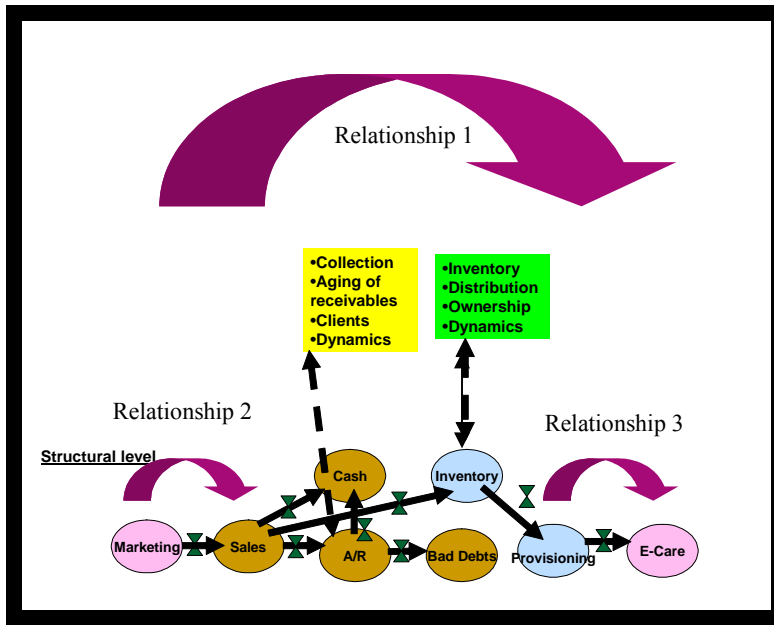 Relationship 1
•Collection
•Aging of
receivables
•Clients
•Dynamics
•Inventory
•Distribution
•Ownership
•Dynamics
Relationship 2
Relationship 3
Structural level
Cash
Inventory
Marketing
Sales
A/R
Bad Debts
Provisioning
E-Care